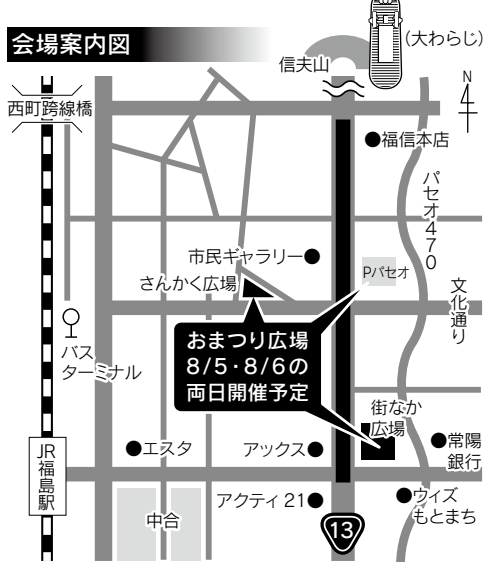 会場案内図
(大わらじ)
信夫山
N
4
西町跨線橋
●福信本店
パセオ470
市民ギャラリー●
Pパセオ
さんかく広場
文化通り
おまつり広場
8/5・8/6の
両日開催予定
バス
ターミナル
街なか
広場
●エスタ
アックス●
●常陽
銀行
JR
福島駅
アクティ21●
●ウィズ
もとまち
中合
13